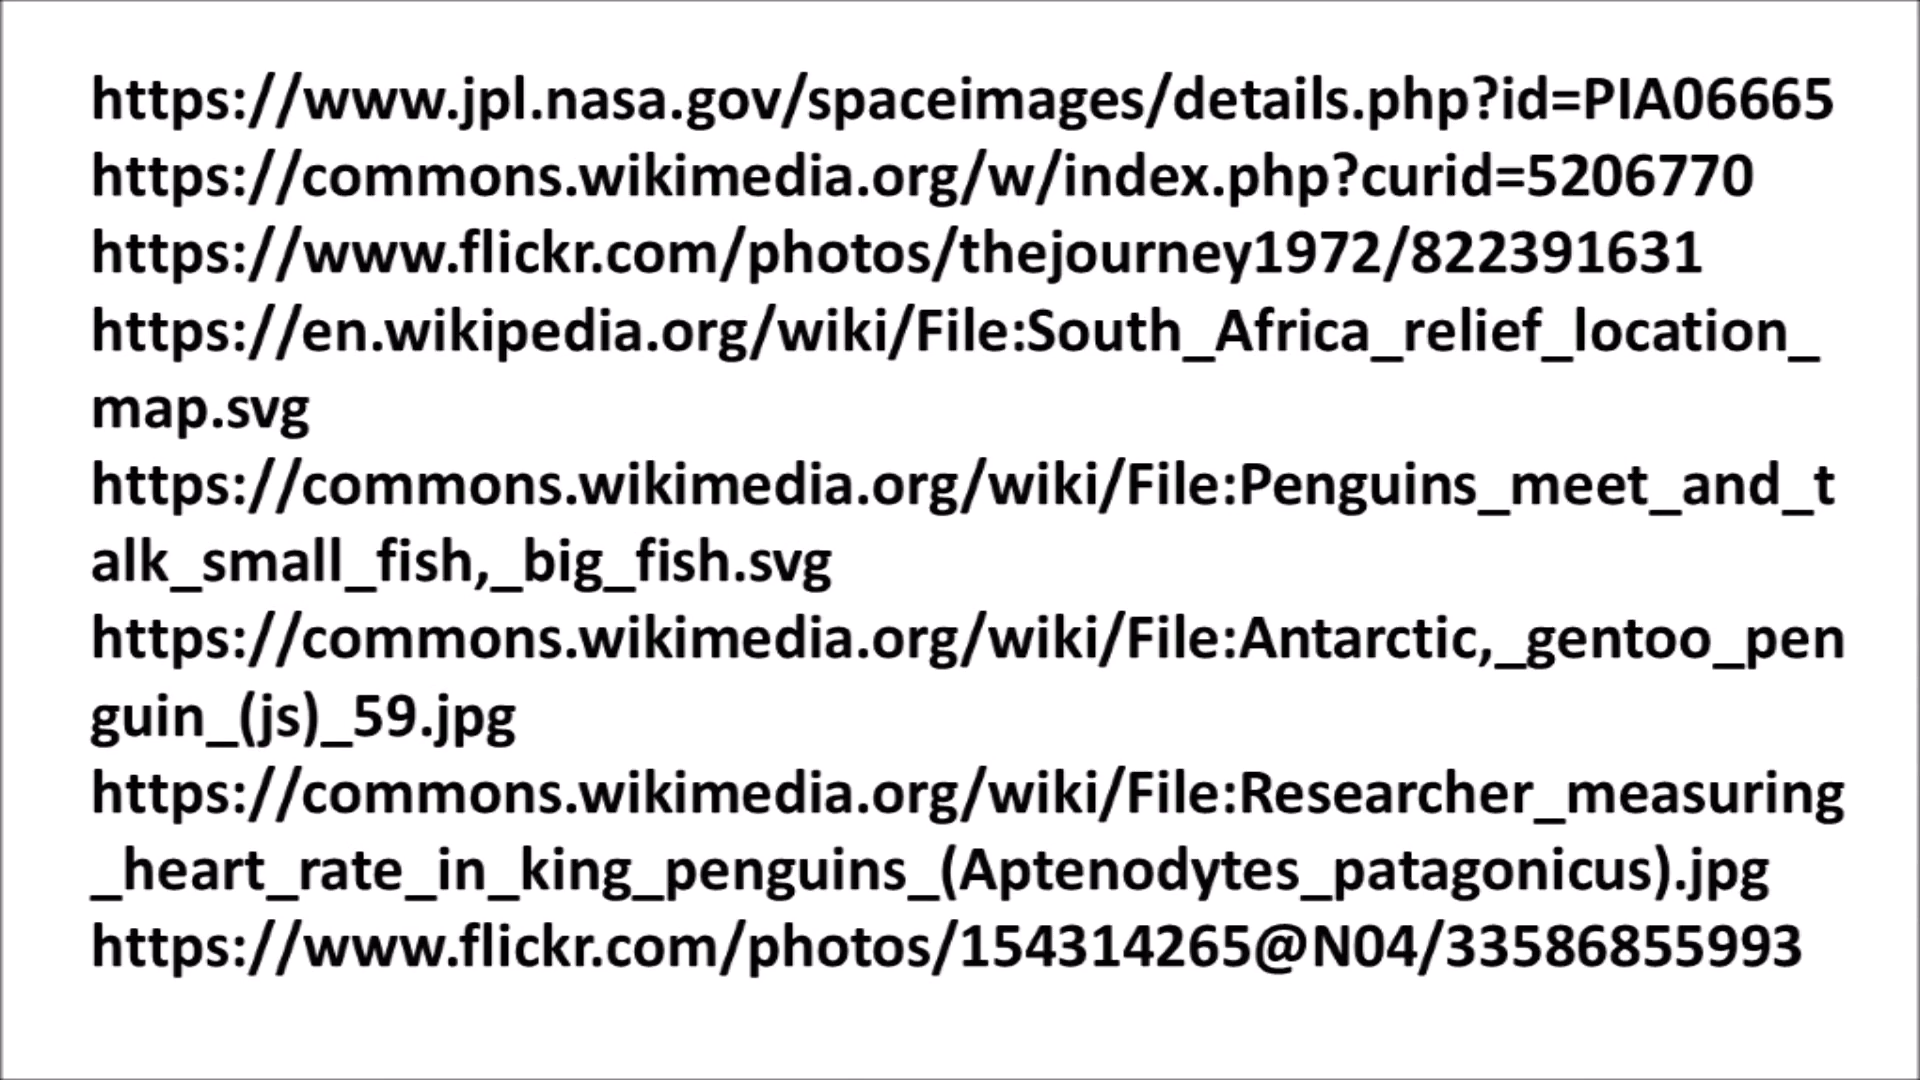 https://www.jpl.nasa.gov/spaceimages/details.php?id=PIA06665
https://commons.wikimedia.org/w/index.php?curid=5206770
https://www.flickr.com/photos/thejourney1972/822391631
https://en.wikipedia.org/wiki/File:South_Africa_relief_location_
map.svg
https://commons.wikimedia.org/wiki/File:Penguins_meet_and_t
alk_small_fish,_big_fish.svg
https://commons.wikimedia.org/wiki/File:Antarctic,_gentoo_pen
guin_(js)_59.jpg
https://commons.wikimedia.org/wiki/File:Researcher_measuring
_heart_rate_in_king_penguins_(Aptenodytes_patagonicus).jpg
https://www.flickr.com/photos/154314265@N04/33586855993